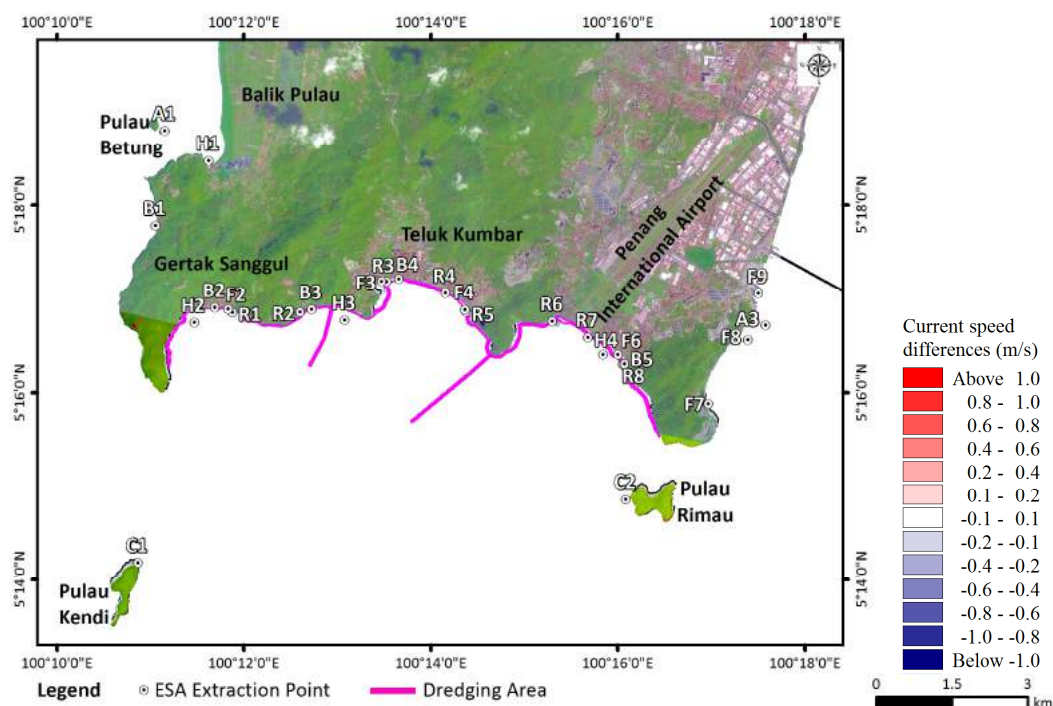 100°10'0"E 100°12'0"E 100°14'0"E 100°16'0"E 100°18'0"E
Balik Pulau
A1
Pulau
Betung
H1
5°18'0"N 5°18'0"N
B1
Teluk Kumbar
Penang
International Airport
Gertak Sanggul
R3 B4
F3 R4
F4
R5
F9
H2 B2 F2
R1 R2 B3 H3
R6
R7
H4 F6
B5
R8
A3
F8
5°16'0"N 5°16'0"N
F7
C2
Pulau
Rimau
C1
5°14'0"N 5°14'0"N
Pulau
Kendi
100°10'0"E 100°12'0"E 100°14'0"E 100°16'0"E 100°18'0"E
Legend ESA Extraction Point Dredging Area
Current speed
differences (m/s)
Above 1.0
0.8 - 1.0
0.6 - 0.8
0.4 - 0.6
0.2 - 0.4
0.1 - 0.2
-0.1 - 0.1
-0.2 - -0.1
-0.4 - -0.2
-0.6 - -0.4
-0.8 - -0.6
-1.0 - -0.8
Below -1.0
0 1.5 3
km